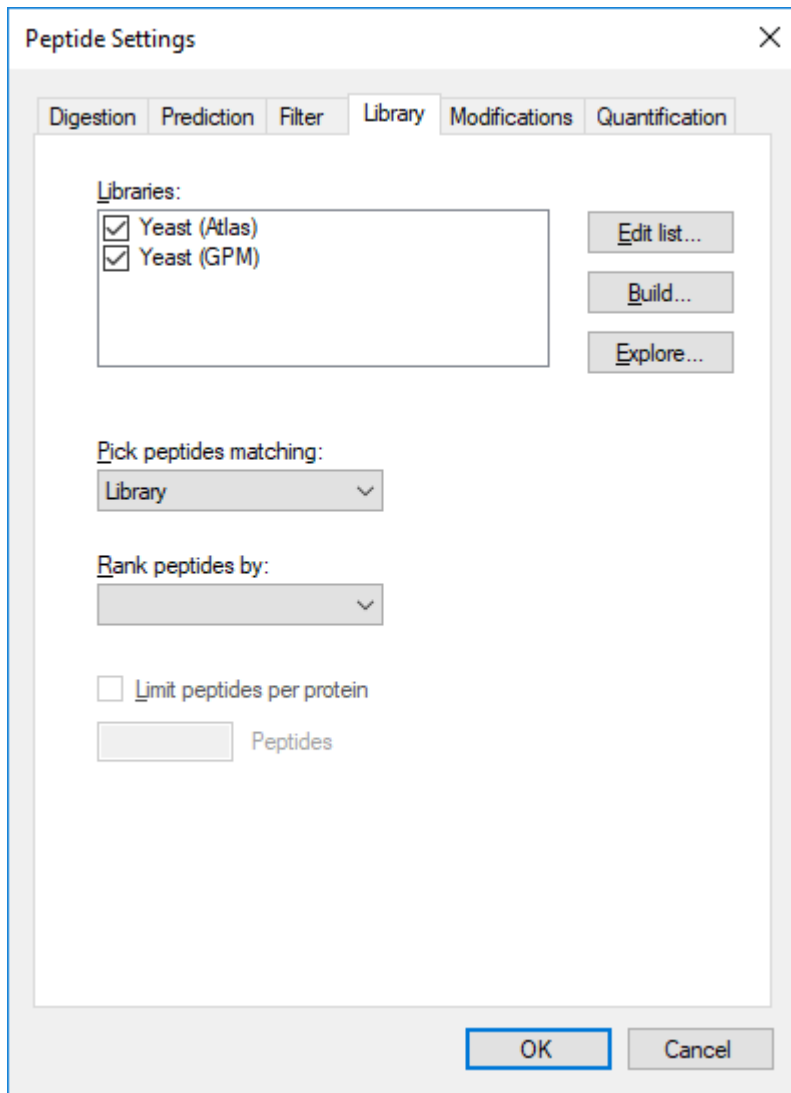 Peptide Settings
Digestion Prediction Filter Library Modifications Quantification
Libraries:
Yeast (Atlas)
Yeast (GPM)
Edit list...
Build...
Explore...
Pick peptides matching:
Library
Rank peptides by:
Limit peptides per protein
Peptides
OK Cancel